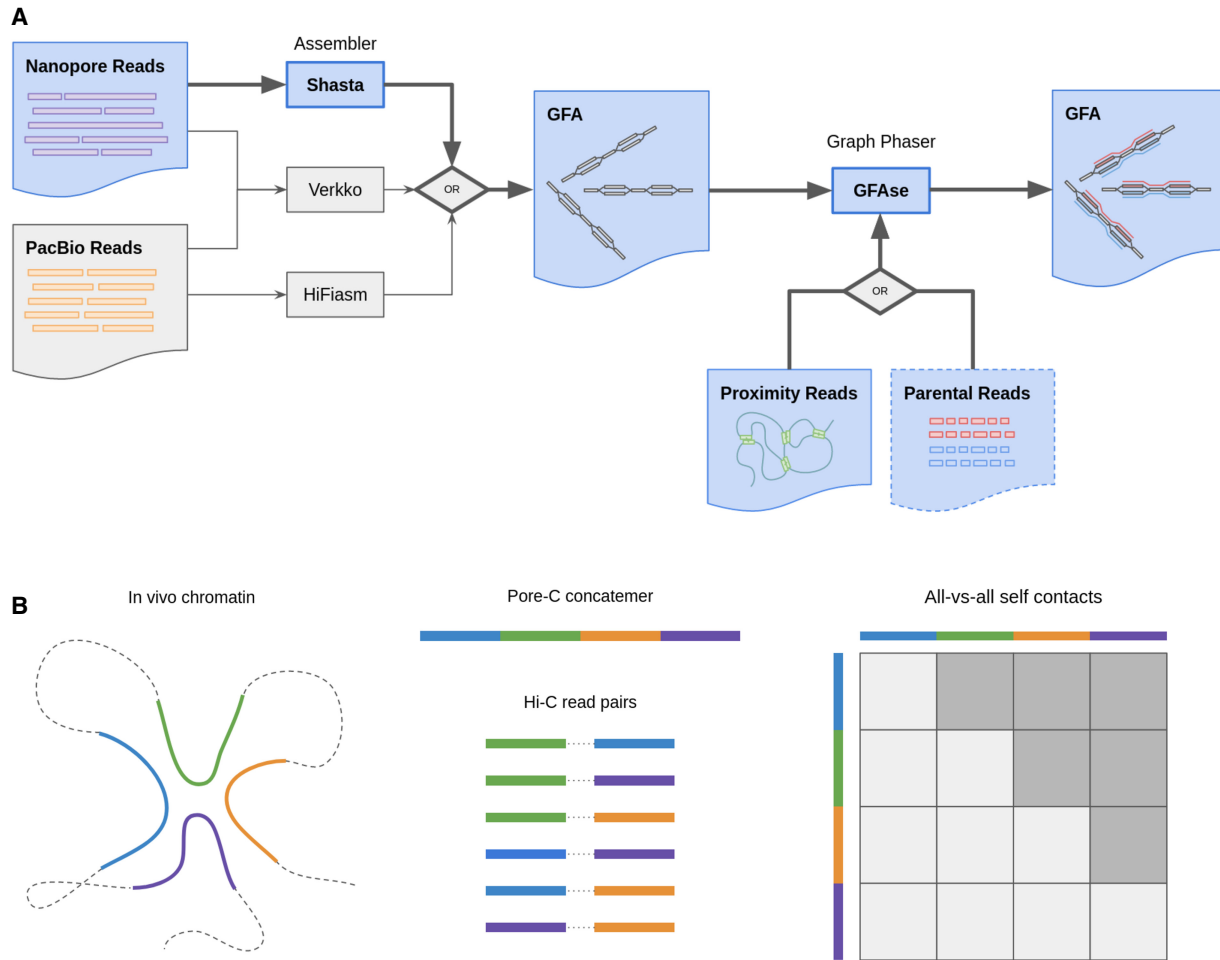 A
Assembler
Nanopore Reads
Shasta
GFA
GFA
Graph Phaser
Verkko
OR
GFAse
PacBio Reads
HiFiasm
OR
Proximity Reads
Parental Reads
B
In vivo chromatin
Pore-C concatemer
All-vs-all self contacts
Hi-C read pairs